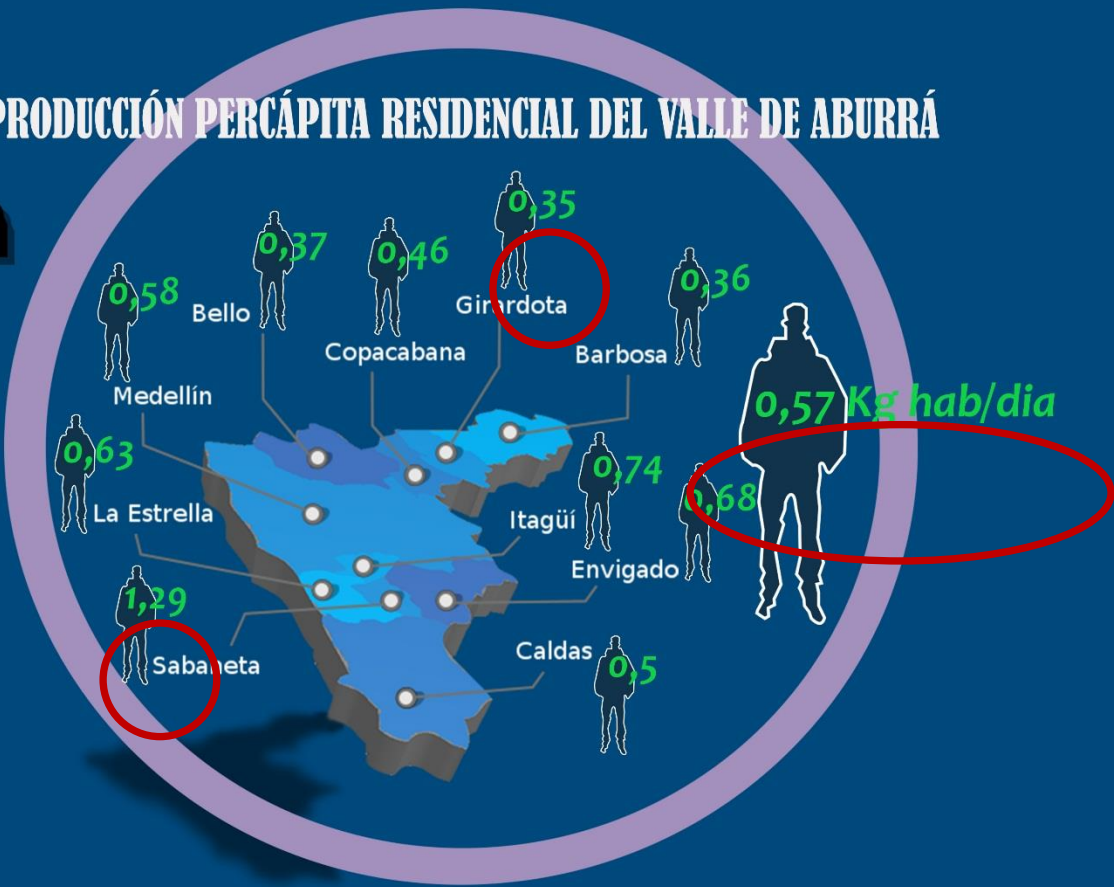 PRODUCCIÓN PERCÁPITA RESIDENCIAL DEL VALLE DE ABURRÁ
0,35
Girardota
0,37
Bello
0,46
Copacabana
0,36
Barbosa
0,58
Medellín
0,57 Kg hab/dia
0,63
La Estrella
0,74
Itagüí
0,68
Envigado
1,29
Sabaneta
Caldas
0,5